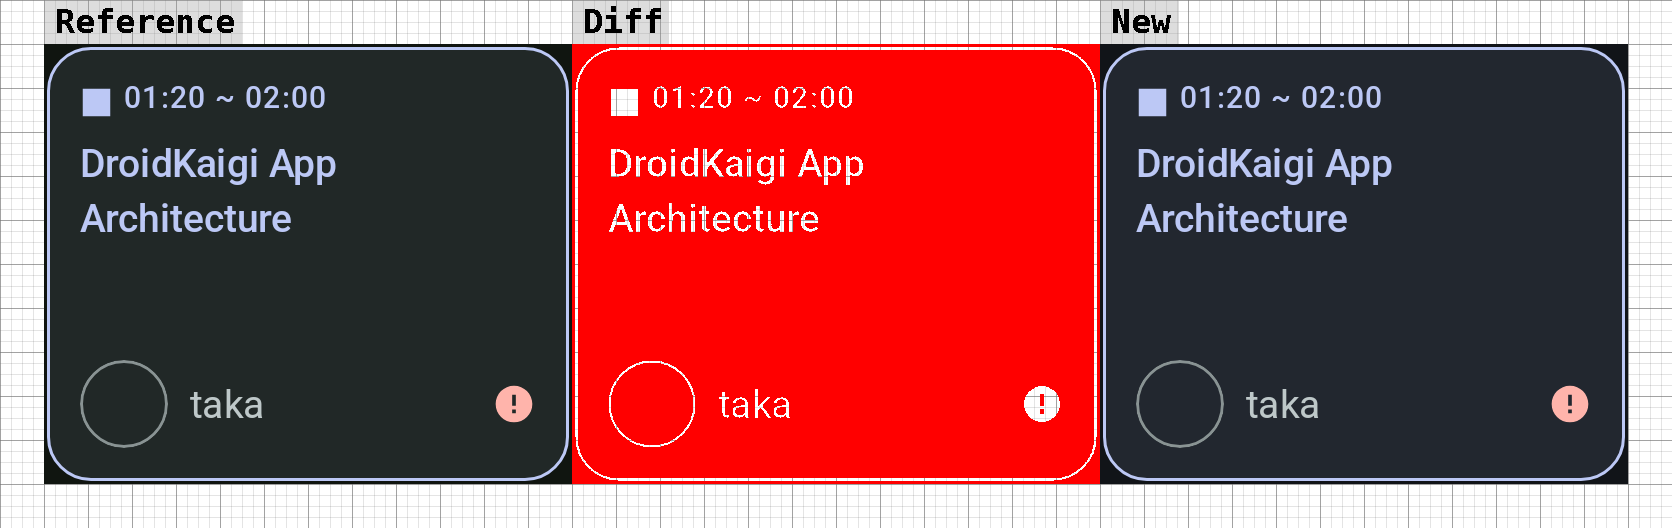 Reference
Diff
New
01:20 ~ 02:00
DroidKaigi App
Architecture
taka
!
01:20 ~ 02:00
DroidKaigi App
Architecture
taka
!
01:20 ~ 02:00
DroidKaigi App
Architecture
taka
!